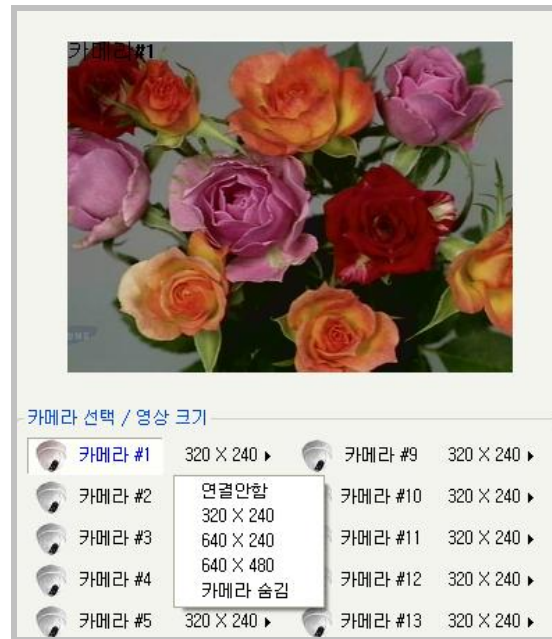 카메라#1
카메라 선택 / 영상 크기
카메라 #1 320 X 240 카메라 #9 320 X 240
카메라 #2 연결안함 카메라 #10 320 X 240
320 X 240
카메라 #3 640 X 240 카메라 #11 320 X 240
640 X 480
카메라 #4 카메라 숨김 카메라 #12 320 X 240
카메라 #5 320 X 240 카메라 #13 320 X 240